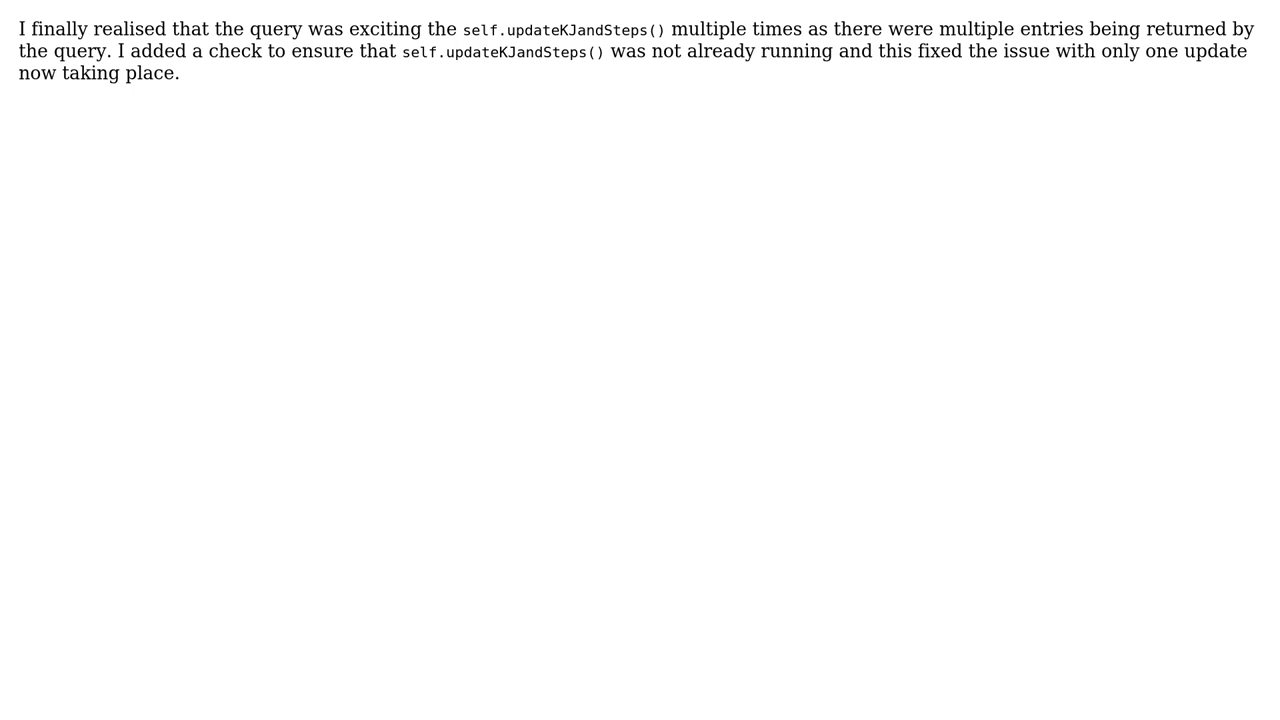 I finally realised that the query was exciting the self.updateKJandSteps() multiple times as there were multiple entries being returned by
the query. I added a check to ensure that self.updateKJandSteps() was not already running and this fixed the issue with only one update
now taking place.